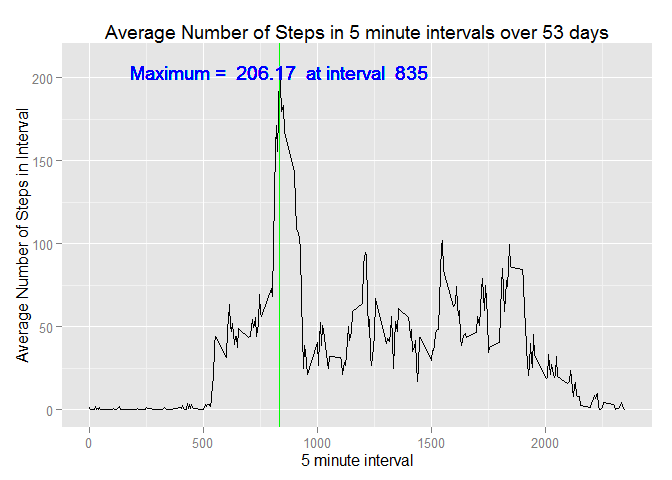 Average Number of Steps in 5 minute intervals over 53 days
Maximum =  206.17  at interval  835
Average Number of Steps in Interval
200
150
100
50
0
0 500 1000 1500 2000
5 minute interval